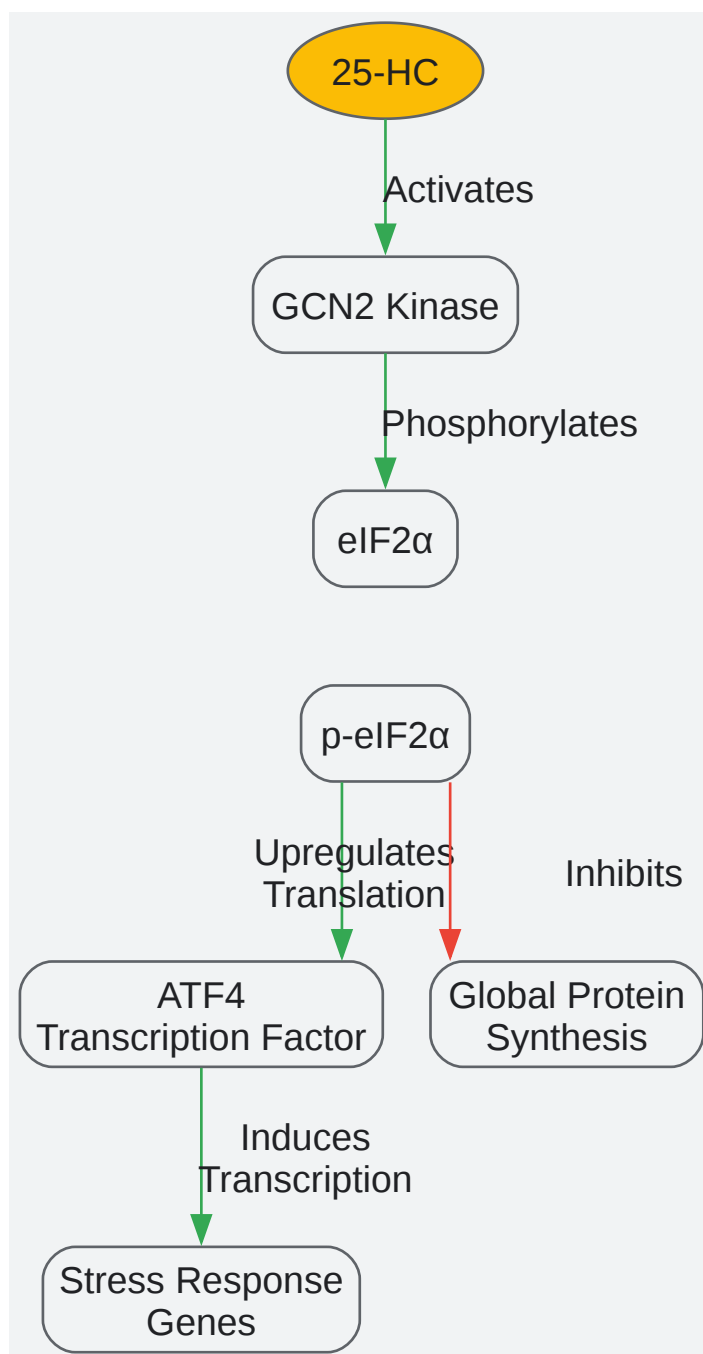 25-HC
Activates
GCN2 Kinase
Phosphorylates
eIF2α
p-eIF2α
Upregulates
Translation
Inhibits
ATF4
Transcription Factor
Global Protein
Synthesis
Induces
Transcription
Stress Response
Genes